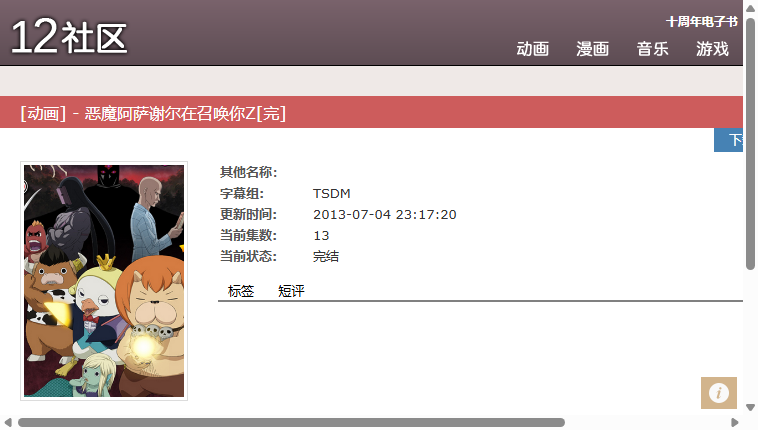 十周年电子书
12社区
动画 漫画 音乐 游戏
[动画] - 恶魔阿萨谢尔在召唤你Z[完]
下
其他名称:
字幕组: TSDM
更新时间: 2013-07-04 23:17:20
当前集数: 13
当前状态: 完结
标签 短评
i